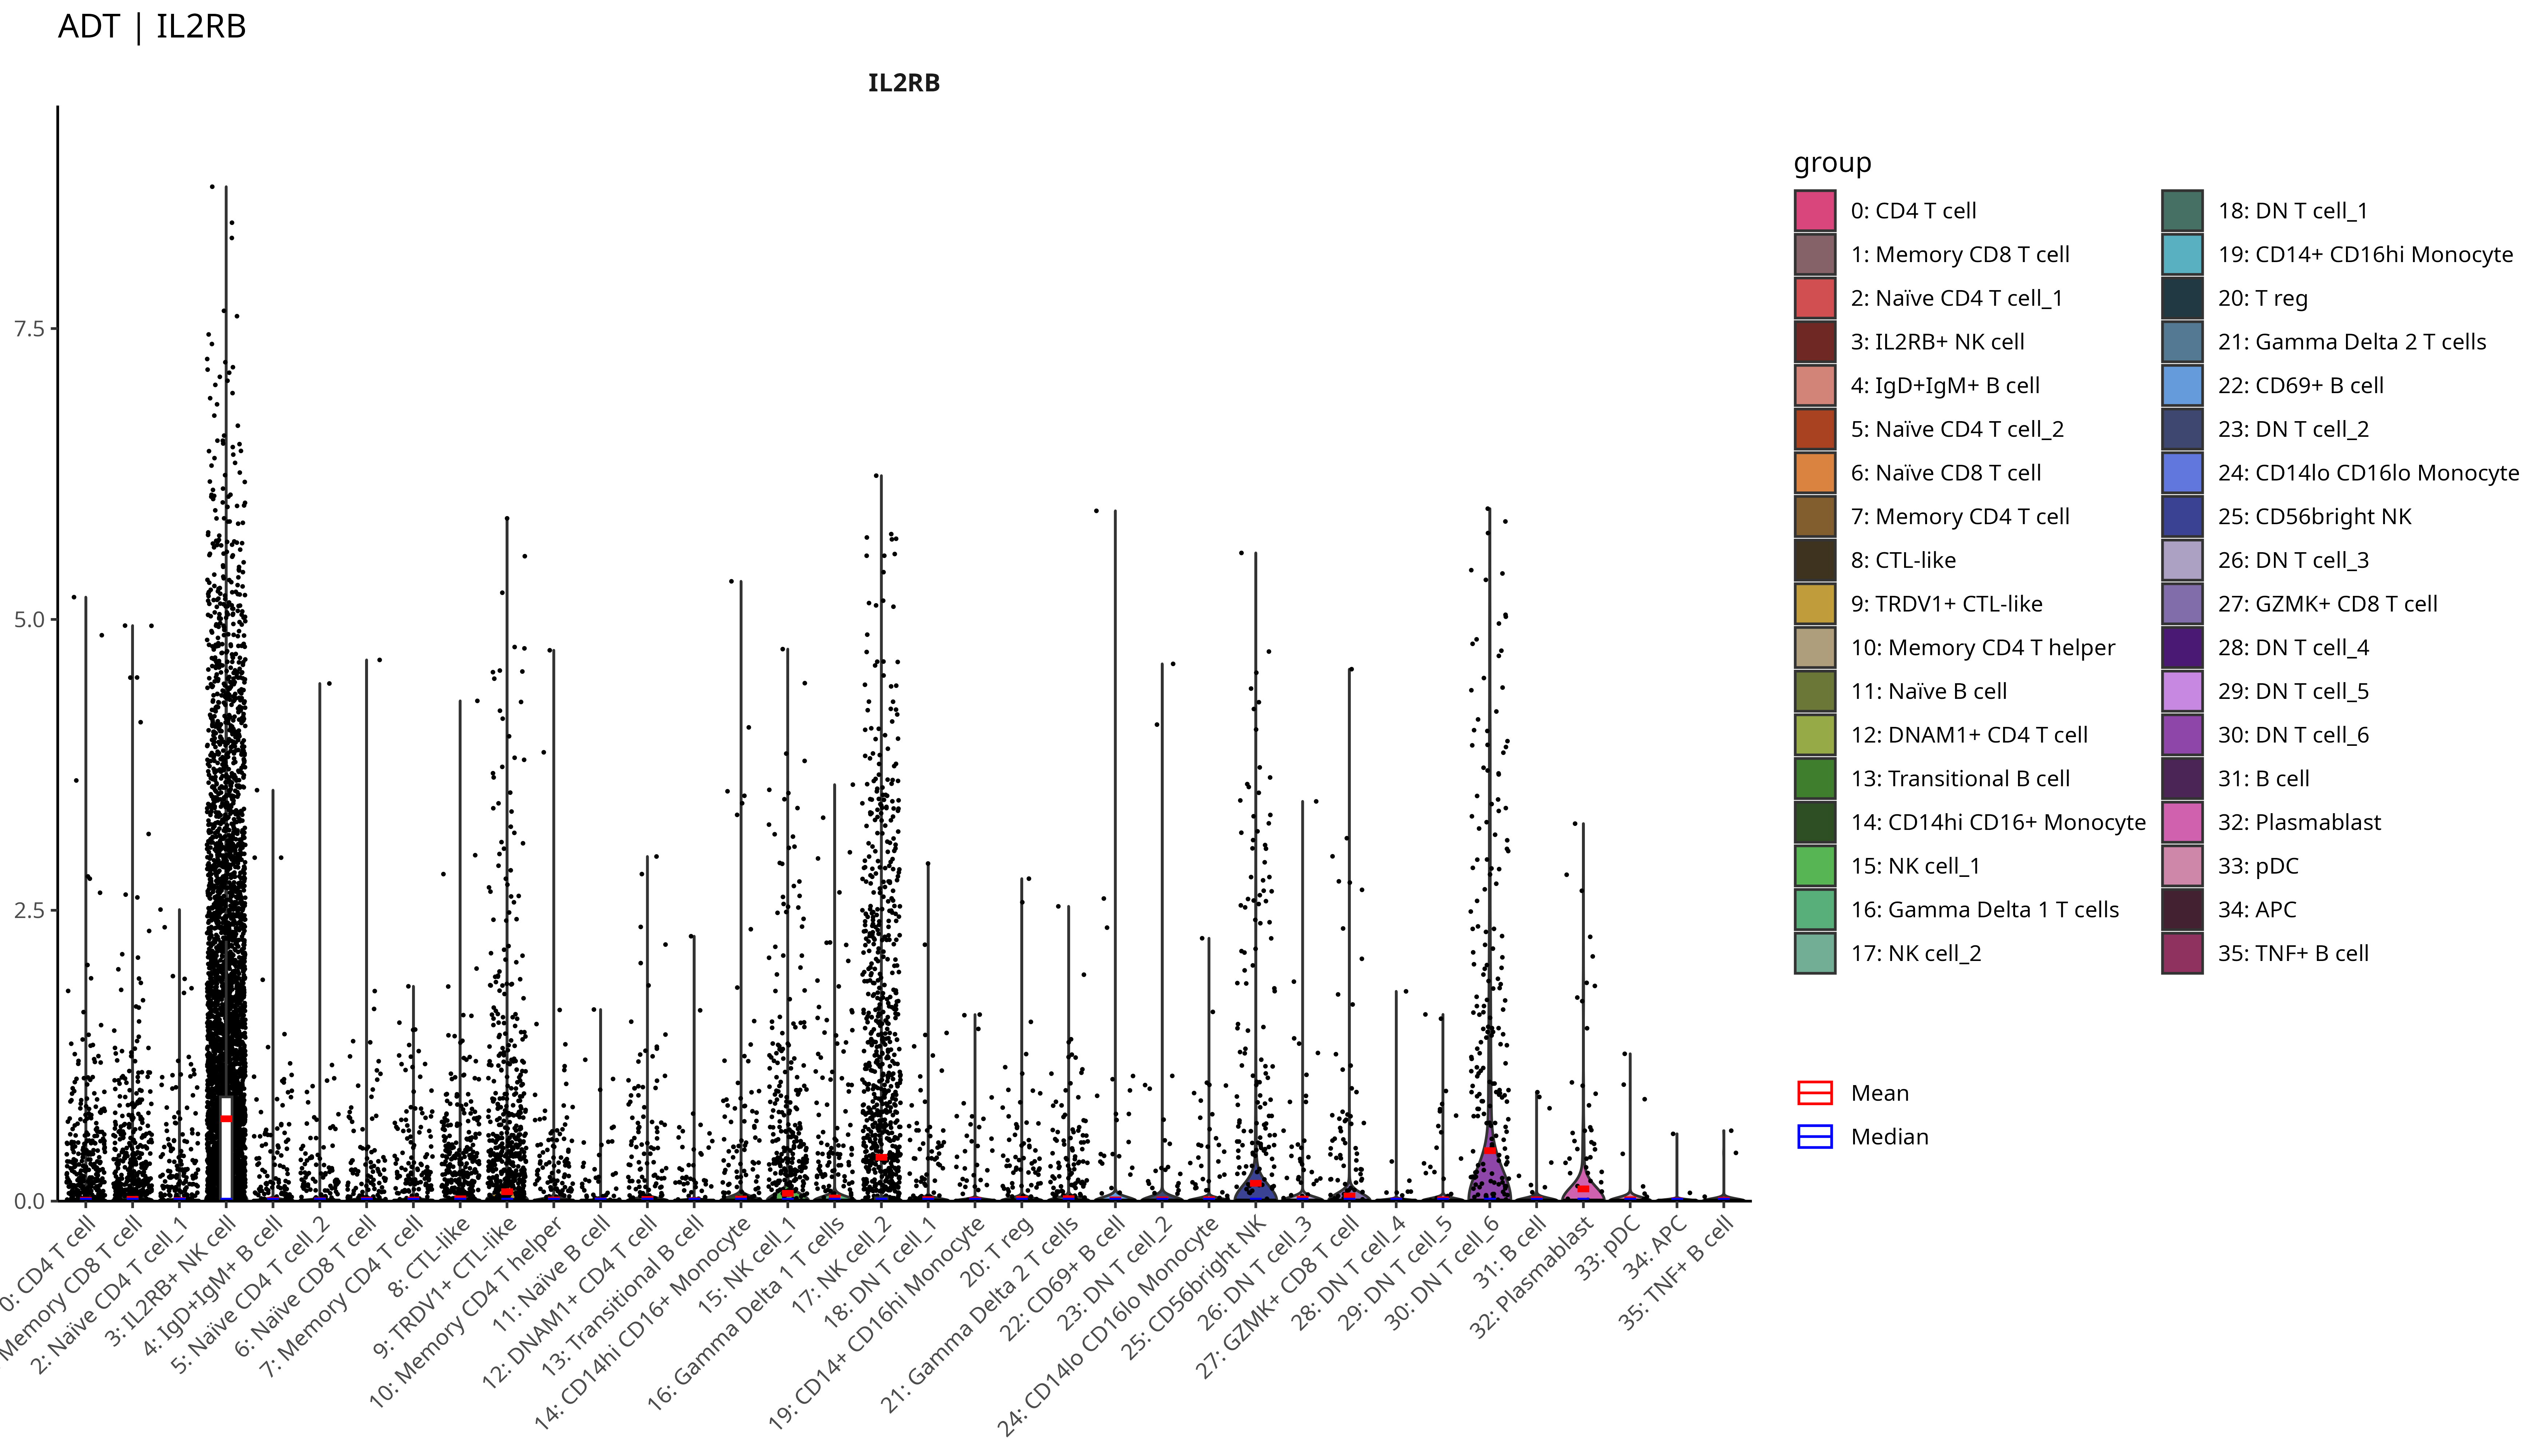 ADT | IL2RB
IL2RB
7.5
5.0
2.5
0.0
0: CD4 T cell
Memory CD8 T cell
2: Naïve CD4 T cell_1
3: IL2RB+ NK cell
4: IgD+IgM+ B cell
5: Naïve CD4 T cell_2
6: Naïve CD8 T cell
7: Memory CD4 T cell
8: CTL-like
9: TRDV1+ CTL-like
10: Memory CD4 T helper
11: Naïve B cell
12: DNAM1+ CD4 T cell
13: Transitional B cell
14: CD14hi CD16+ Monocyte
15: NK cell_1
16: Gamma Delta 1 T cells
17: NK cell_2
18: DN T cell_1
19: CD14+ CD16hi Monocyte
20: T reg
21: Gamma Delta 2 T cells
22: CD69+ B cell
23: DN T cell_2
24: CD14lo CD16lo Monocyte
25: CD56bright NK
26: DN T cell_3
27: GZMK+ CD8 T cell
28: DN T cell_4
29: DN T cell_5
30: DN T cell_6
31: B cell
32: Plasmablast
33: pDC
34: APC
35: TNF+ B cell
group
0: CD4 T cell
1: Memory CD8 T cell
2: Naïve CD4 T cell_1
3: IL2RB+ NK cell
4: IgD+IgM+ B cell
5: Naïve CD4 T cell_2
6: Naïve CD8 T cell
7: Memory CD4 T cell
8: CTL-like
9: TRDV1+ CTL-like
10: Memory CD4 T helper
11: Naïve B cell
12: DNAM1+ CD4 T cell
13: Transitional B cell
14: CD14hi CD16+ Monocyte
15: NK cell_1
16: Gamma Delta 1 T cells
17: NK cell_2
18: DN T cell_1
19: CD14+ CD16hi Monocyte
20: T reg
21: Gamma Delta 2 T cells
22: CD69+ B cell
23: DN T cell_2
24: CD14lo CD16lo Monocyte
25: CD56bright NK
26: DN T cell_3
27: GZMK+ CD8 T cell
28: DN T cell_4
29: DN T cell_5
30: DN T cell_6
31: B cell
32: Plasmablast
33: pDC
34: APC
35: TNF+ B cell
Mean
Median